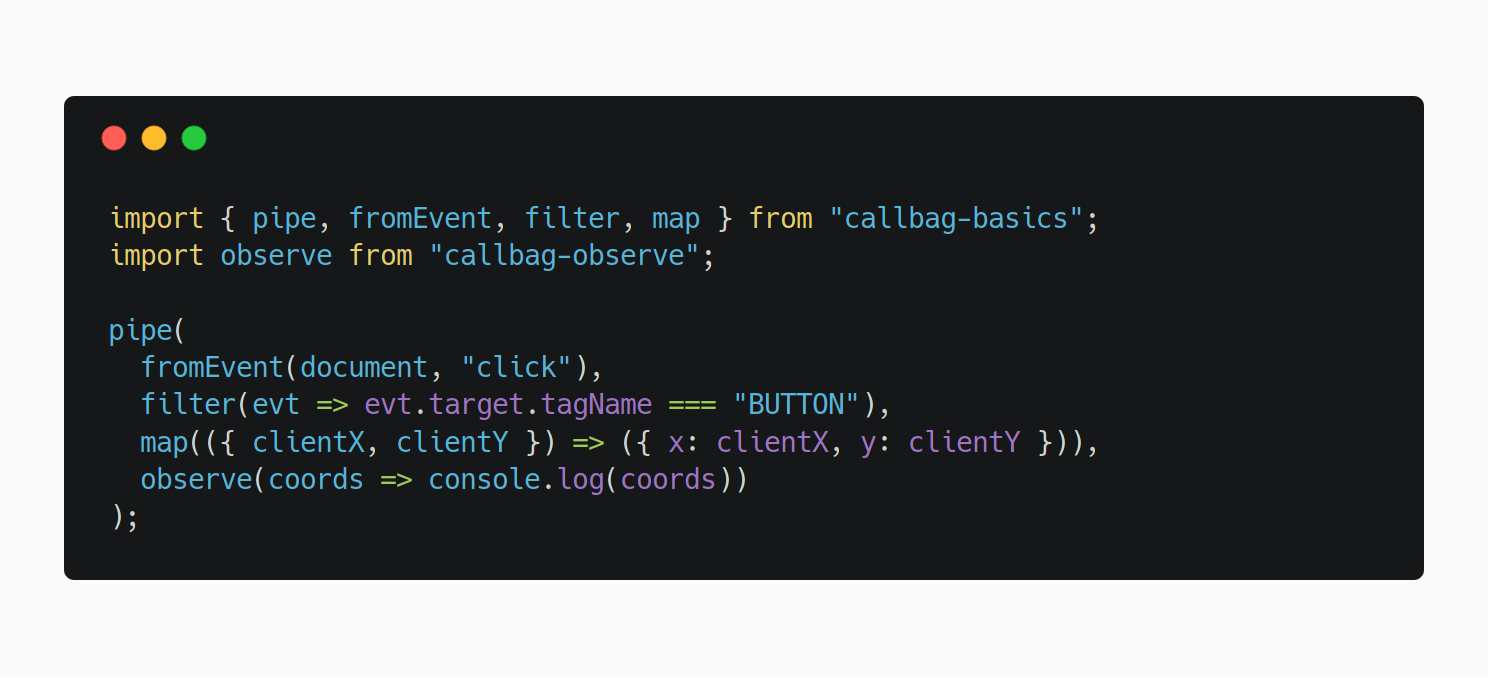 import { pipe, fromEvent, filter, map } from "callbag-basics";
import observe from "callbag-observe";

pipe(
  fromEvent(document, "click"),
  filter(evt => evt.target.tagName === "BUTTON"),
  map(({ clientX, clientY }) => ({ x: clientX, y: clientY })),
  observe(coords => console.log(coords))
);